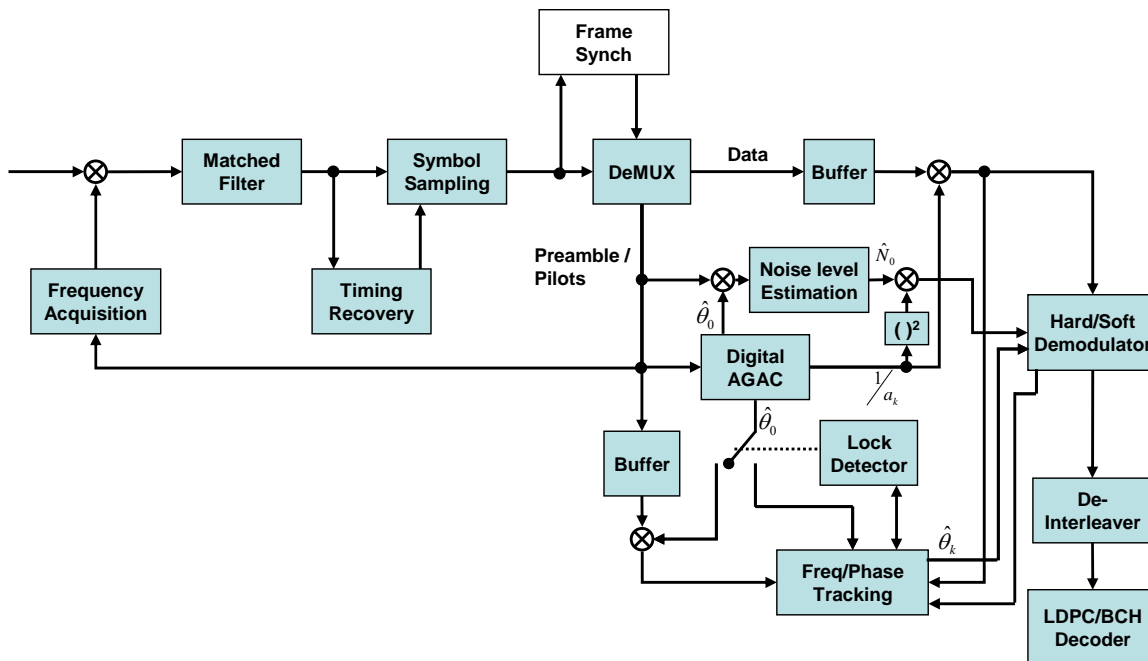 Frame
Synch
Matched
Filter
Symbol
Sampling
DeMUX
Data
Buffer
Preamble /
Pilots
Frequency
Acquisition
Timing
Recovery
Noise level
Estimation
N̂₀
θ̂₀
( )²
Hard/Soft
Demodulator
Digital
AGAC
1/aₖ
θ̂₀
Buffer
Lock
Detector
De-
Interleaver
θ̂ₖ
Freq/Phase
Tracking
LDPC/BCH
Decoder